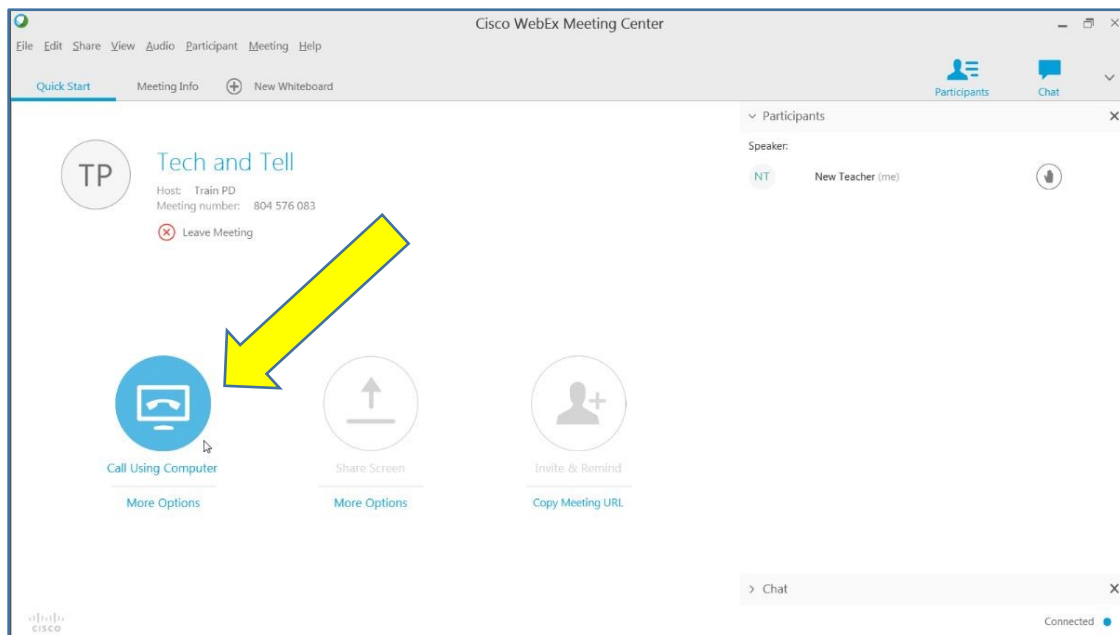 Cisco WebEx Meeting Center
File Edit Share View Audio Participant Meeting Help
Quick Start Meeting Info New Whiteboard
Participants Chat
Participants
Speaker:
NT New Teacher (me)
TP
Tech and Tell
Host: Train PD
Meeting number: 804 576 083
Leave Meeting
Call Using Computer Share Screen Invite & Remind
More Options More Options Copy Meeting URL
Chat
CISCO
Connected